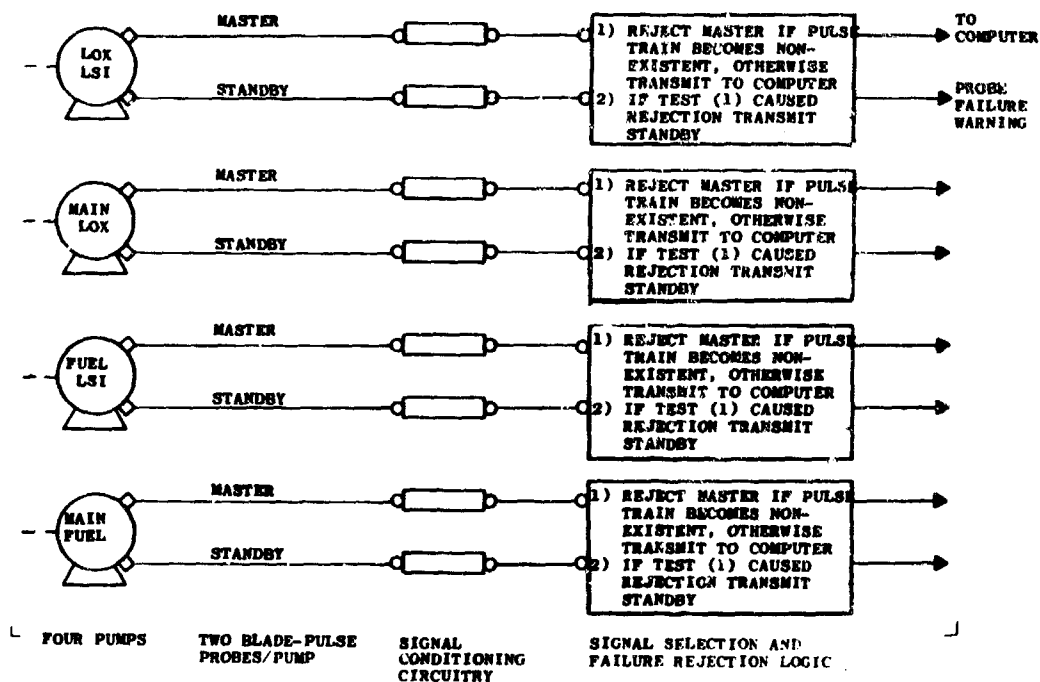 MASTER
LOX
LSI
STANDBY
1) REJECT MASTER IF PULSE
TRAIN BECOMES NON-
EXISTENT, OTHERWISE
TRANSMIT TO COMPUTER
2) IF TEST (1) CAUSED
REJECTION TRANSMIT
STANDBY
TO
COMPUTER
PROBE
FAILURE
WARNING
MASTER
MAIN
LOX
STANDBY
1) REJECT MASTER IF PULSE
TRAIN BECOMES NON-
EXISTENT, OTHERWISE
TRANSMIT TO COMPUTER
2) IF TEST (1) CAUSED
REJECTION TRANSMIT
STANDBY
MASTER
FUEL
LSI
STANDBY
1) REJECT MASTER IF PULSE
TRAIN BECOMES NON-
EXISTENT, OTHERWISE
TRANSMIT TO COMPUTER
2) IF TEST (1) CAUSED
REJECTION TRANSMIT
STANDBY
MASTER
MAIN
FUEL
STANDBY
1) REJECT MASTER IF PULSE
TRAIN BECOMES NON-
EXISTENT, OTHERWISE
TRANSMIT TO COMPUTER
2) IF TEST (1) CAUSED
REJECTION TRANSMIT
STANDBY
FOUR PUMPS
TWO BLADE-PULSE
PROBES/PUMP
SIGNAL
CONDITIONING
CIRCUITRY
SIGNAL SELECTION AND
FAILURE REJECTION LOGIC